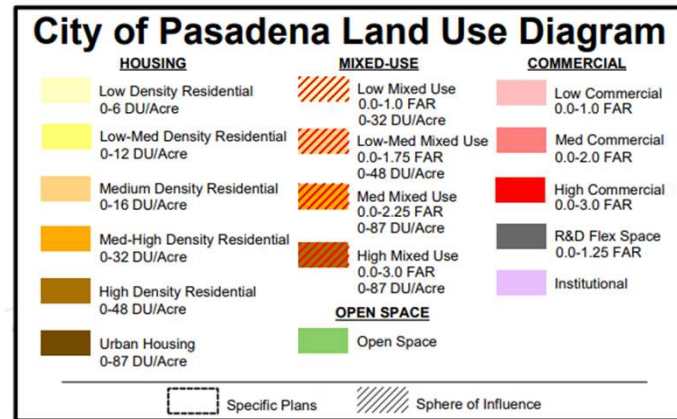 City of Pasadena Land Use Diagram
HOUSING
Low Density Residential
0-6 DU/Acre
Low-Med Density Residential
0-12 DU/Acre
Medium Density Residential
0-16 DU/Acre
Med-High Density Residential
0-32 DU/Acre
High Density Residential
0-48 DU/Acre
Urban Housing
0-87 DU/Acre
MIXED-USE
Low Mixed Use
0.0-1.0 FAR
0-32 DU/Acre
Low-Med Mixed Use
0.0-1.75 FAR
0-48 DU/Acre
Med Mixed Use
0.0-2.25 FAR
0-87 DU/Acre
High Mixed Use
0.0-3.0 FAR
0-87 DU/Acre
OPEN SPACE
Open Space
COMMERCIAL
Low Commercial
0.0-1.0 FAR
Med Commercial
0.0-2.0 FAR
High Commercial
0.0-3.0 FAR
R&D Flex Space
0.0-1.25 FAR
Institutional
Specific Plans
Sphere of Influence